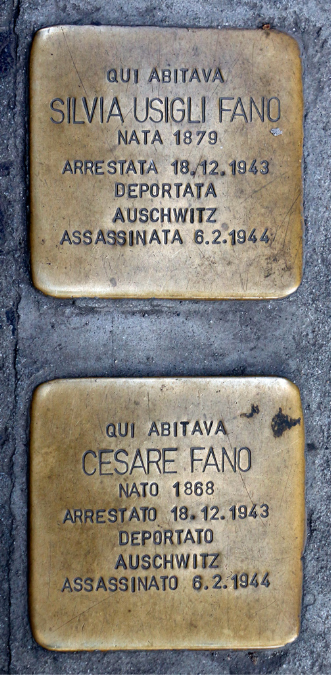 QUI ABITAVA
SILVIA USIGLI FANO
NATA 1879
ARRESTATA 18.12.1943
DEPORTATA
AUSCHWITZ
ASSASSINATA 6.2.1944
QUI ABITAVA
CESARE FANO
NATO 1868
ARRESTATO 18.12.1943
DEPORTATO
AUSCHWITZ
ASSASSINATO 6.2.1944